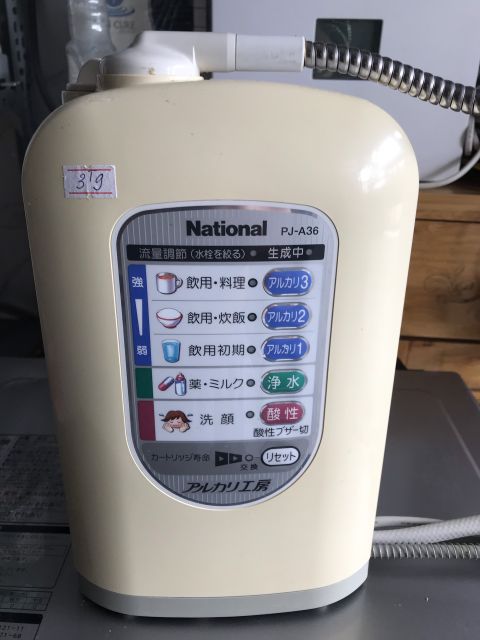 3T9
National PJ-A36
流量調節(水栓を絞る) 生成中
強
飲用・料理 アルカリ3
飲用・炊飯 アルカリ2
弱
飲用初期 アルカリ1
薬・ミルク 浄水
洗顔 酸性
酸性ブザー切
カートリッジ寿命 交換 リセット
アルカリ工房